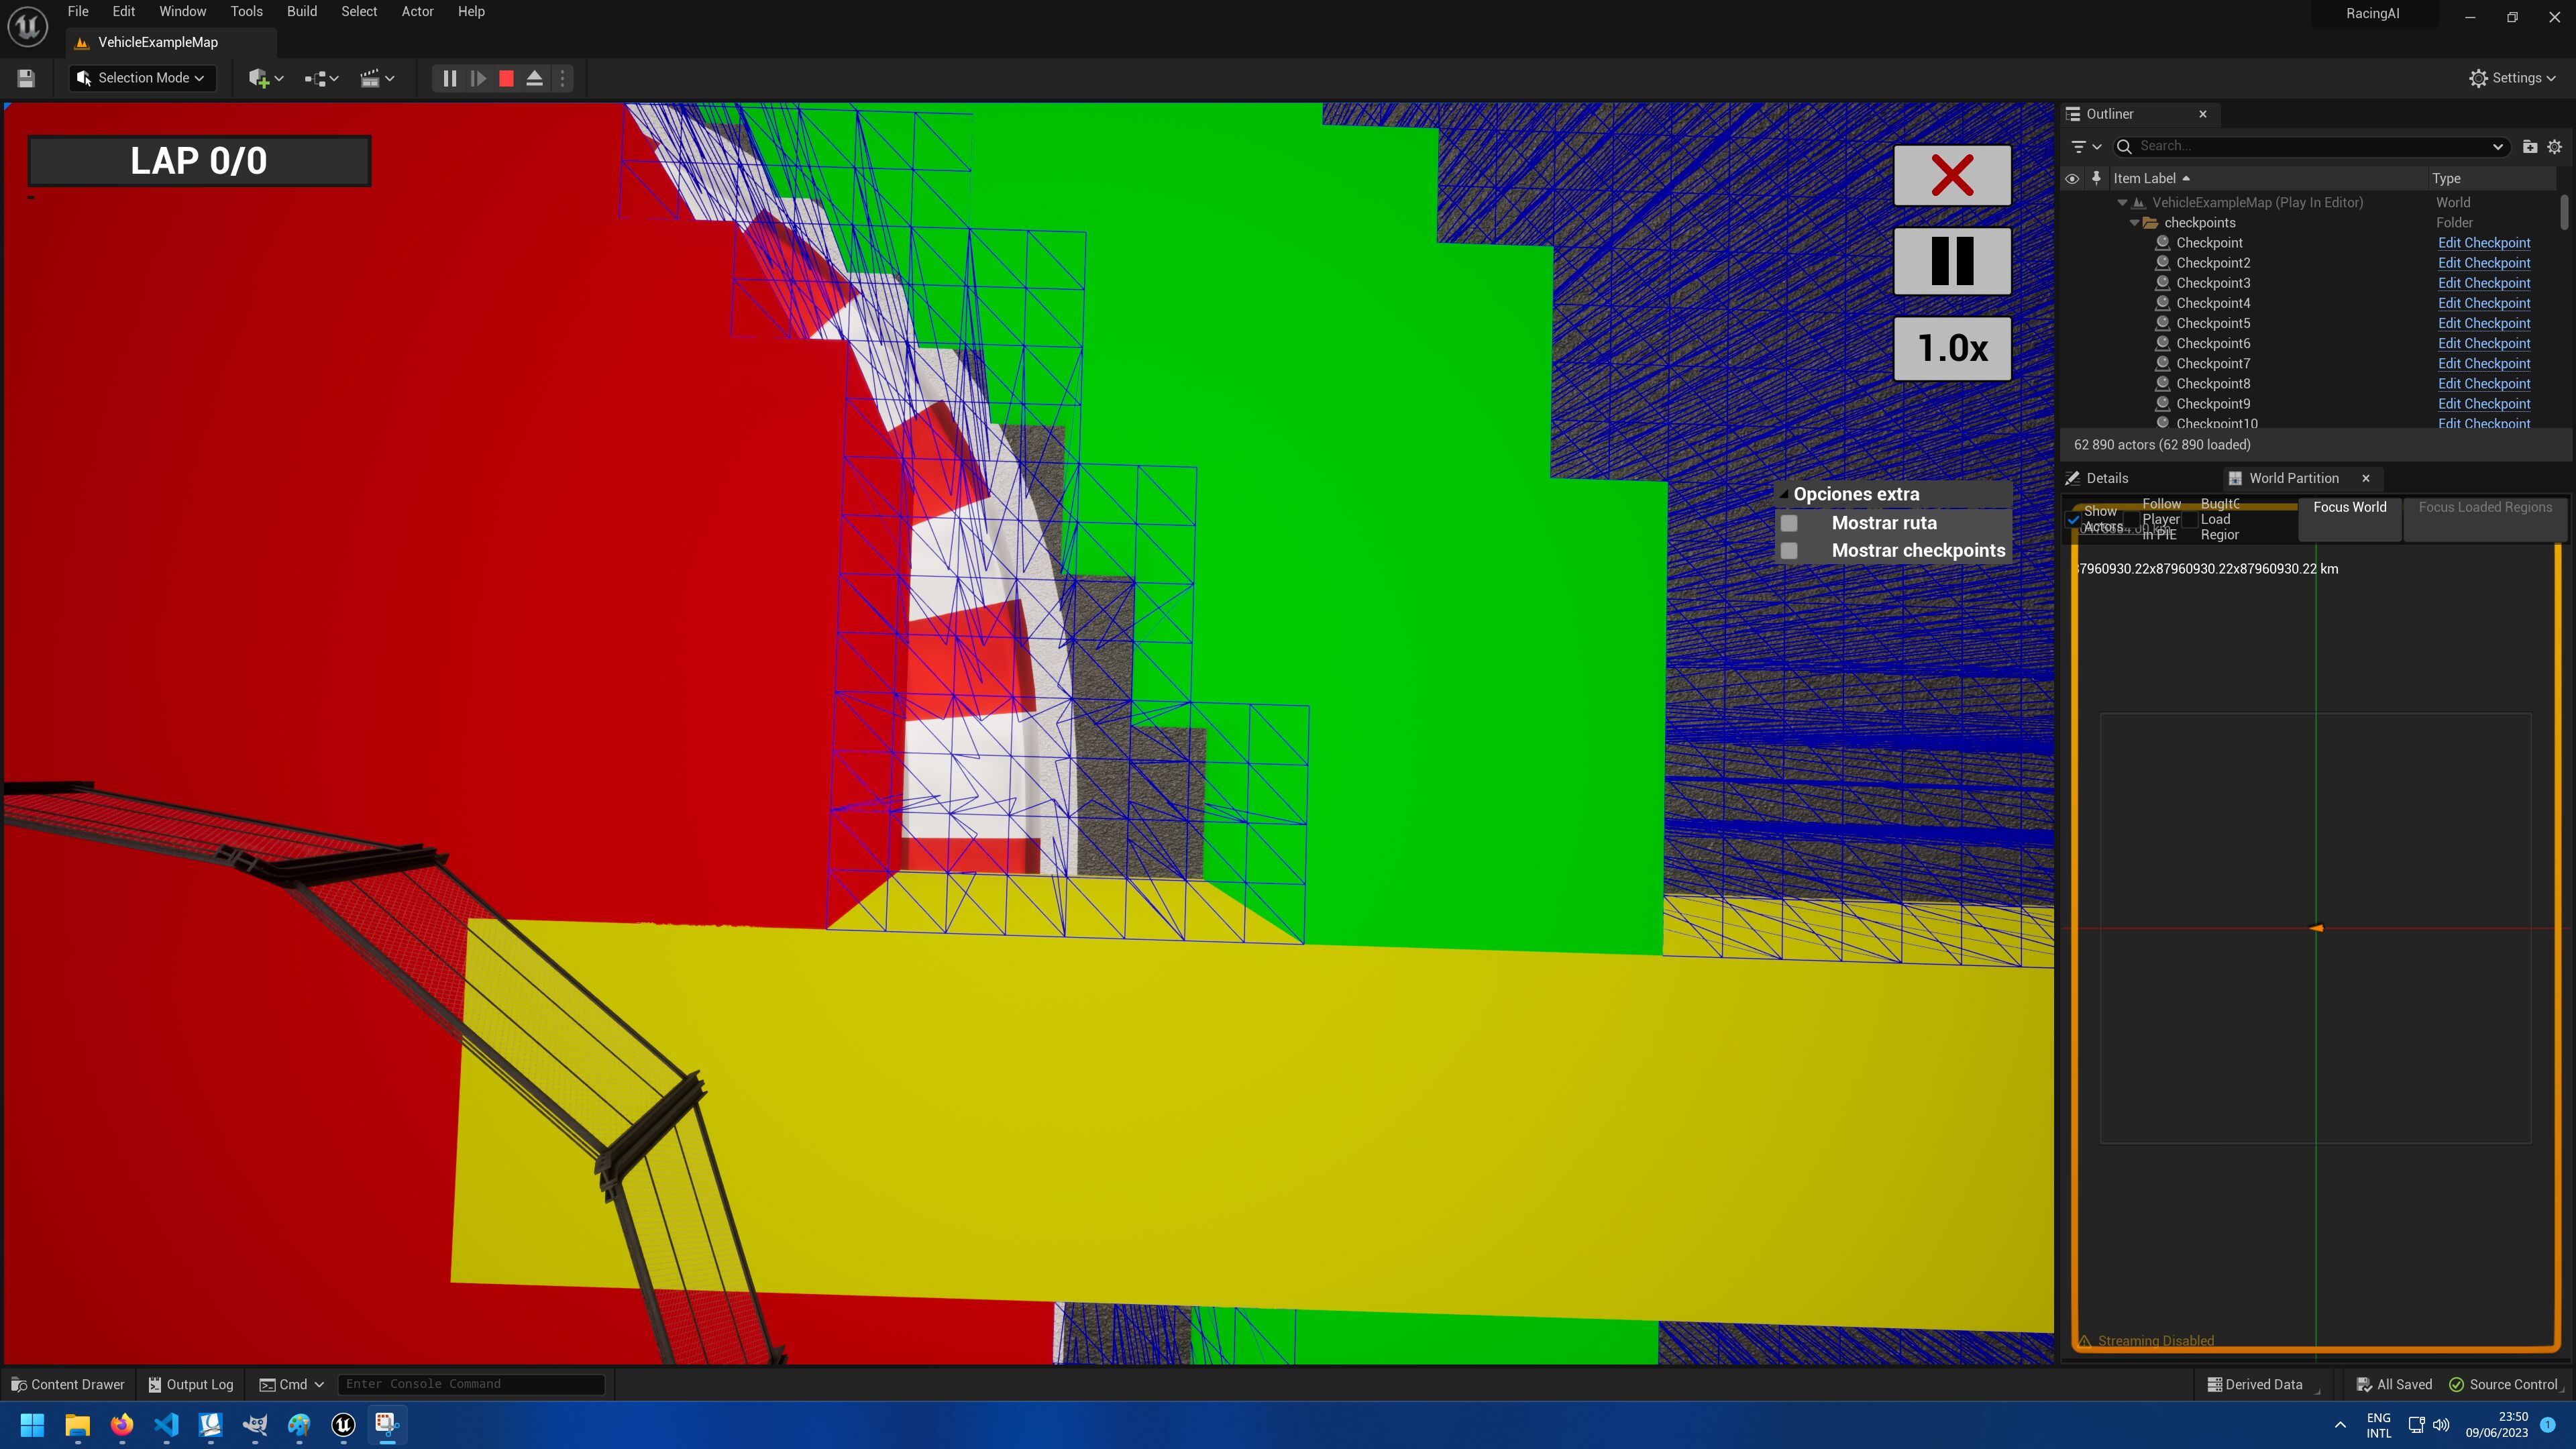 File Edit Window Tools Build Select Actor Help
RacingAI
VehicleExampleMap
Selection Mode
Settings
LAP 0/0
-
1.0x
Opciones extra
Mostrar ruta
Mostrar checkpoints
Outliner
Search...
Item Label Type
VehicleExampleMap (Play In Editor) World
checkpoints Folder
Checkpoint Edit Checkpoint
Checkpoint2 Edit Checkpoint
Checkpoint3 Edit Checkpoint
Checkpoint4 Edit Checkpoint
Checkpoint5 Edit Checkpoint
Checkpoint6 Edit Checkpoint
Checkpoint7 Edit Checkpoint
Checkpoint8 Edit Checkpoint
Checkpoint9 Edit Checkpoint
Checkpoint10 Edit Checkpoint
62 890 actors (62 890 loaded)
Details World Partition
Show Actors
Follow Player in PIE
Load Region
Focus World Focus Loaded Regions
7960930.22x87960930.22x87960930.22 km
Streaming Disabled
Content Drawer Output Log Cmd Enter Console Command
Derived Data All Saved Source Control
ENG
INTL
23:50
09/06/2023
1